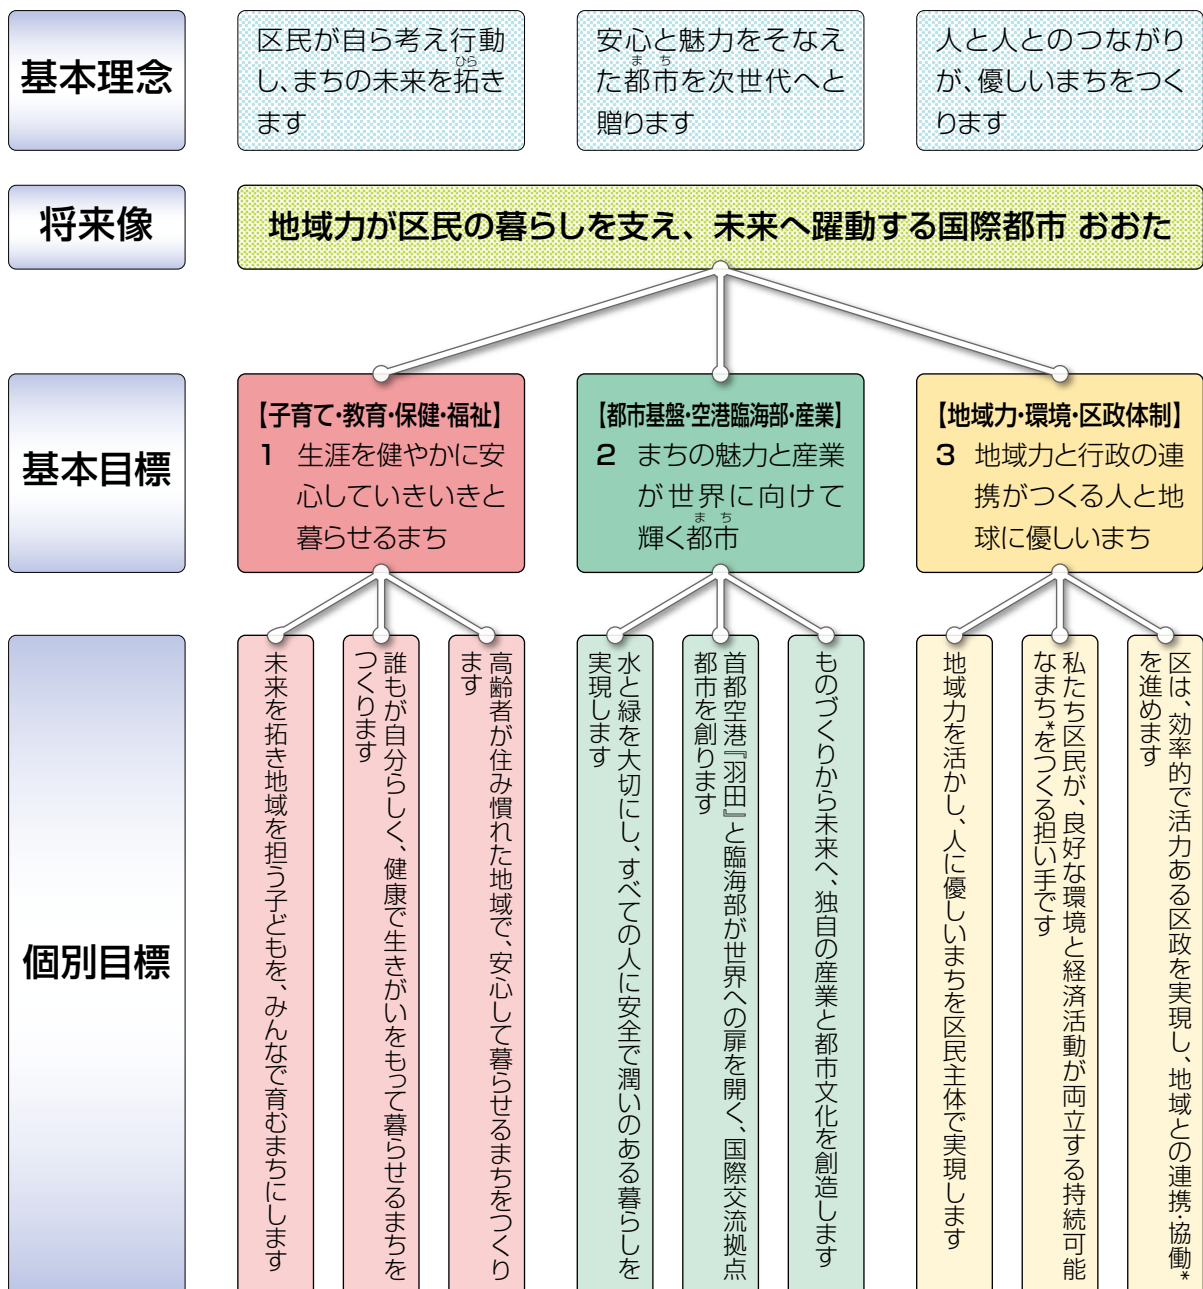 基本理念
区民が自ら考え行動
し、まちの未来を拓き
ひら
ます
安心と魅力をそなえ
た都市を次世代へと
まち
贈ります
人と人とのつながり
が、優しいまちをつく
ります
将来像
地域力が区民の暮らしを支え、未来へ躍動する国際都市 おおた
基本目標
【子育て・教育・保健・福祉】
1 生涯を健やかに安
心していきいきと
暮らせるまち
【都市基盤・空港臨海部・産業】
2 まちの魅力と産業
が世界に向けて
輝く都市
まち
【地域力・環境・区政体制】
3 地域力と行政の連
携がつくる人と地
球に優しいまち
個別目標
未来を拓き地域を担う子どもを、みんなで育むまちにします
誰もが自分らしく、健康で生きがいをもって暮らせるまちを
つくります
高齢者が住み慣れた地域で、安心して暮らせるまちをつくり
ます
水と緑を大切にし、すべての人に安全で潤いのある暮らしを
実現します
首都空港『羽田』と臨海部が世界への扉を開く、国際交流拠点
都市を創ります
ものづくりから未来へ、独自の産業と都市文化を創造します
地域力を活かし、人に優しいまちを区民主体で実現します
私たち区民が、良好な環境と経済活動が両立する持続可能
なまち*をつくる担い手です
区は、効率的で活力ある区政を実現し、地域との連携・協働*
を進めます